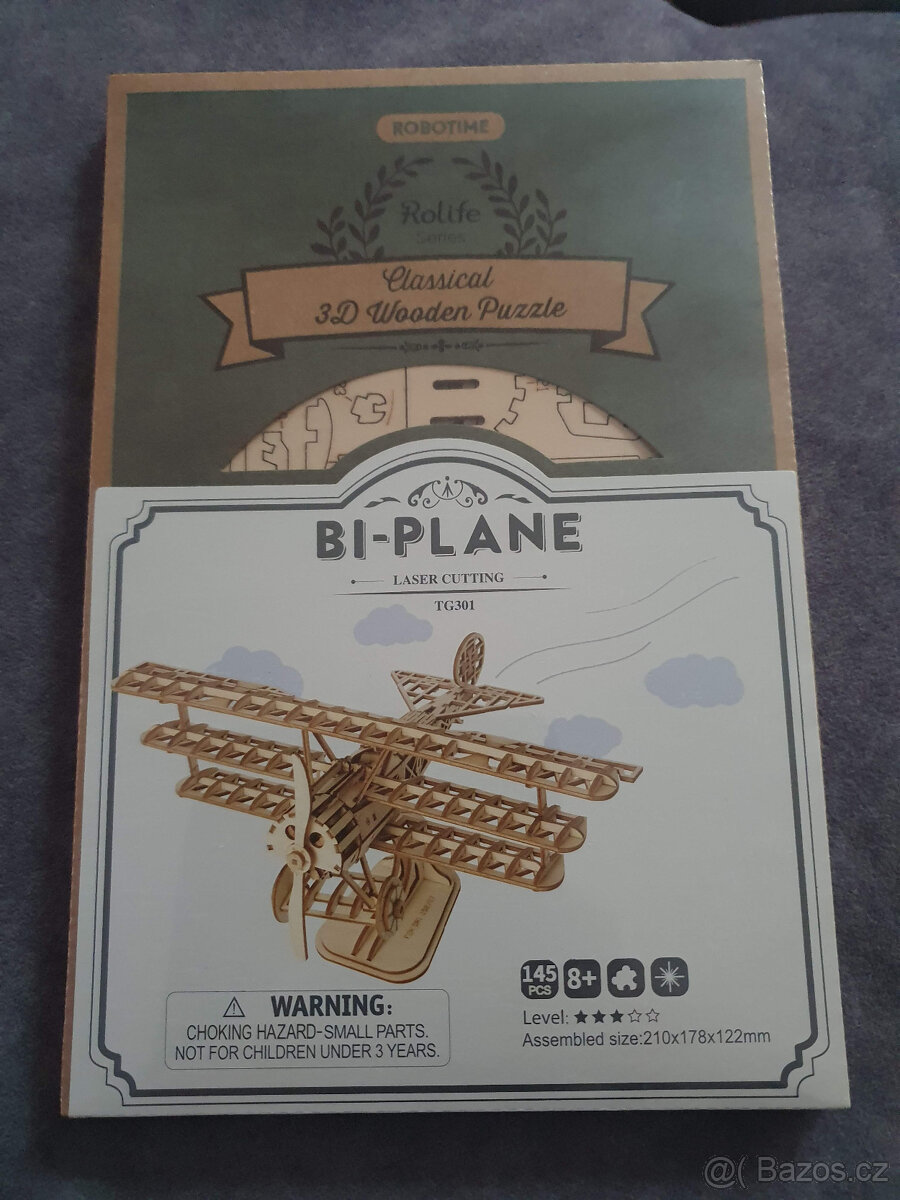 ROBOTIME
Rolife
Series
Classical
3D Wooden Puzzle
BI-PLANE
LASER CUTTING
TG301
145
PCS
8+
WARNING:
CHOKING HAZARD-SMALL PARTS.
NOT FOR CHILDREN UNDER 3 YEARS.
Level: ★★★☆☆
Assembled size:210x178x122mm
@( Bazos.cz